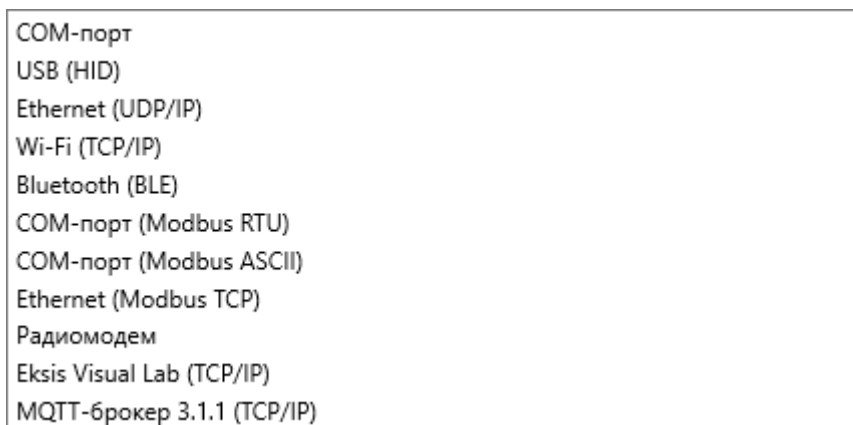 COM-порт
USB (HID)
Ethernet (UDP/IP)
Wi-Fi (TCP/IP)
Bluetooth (BLE)
COM-порт (Modbus RTU)
COM-порт (Modbus ASCII)
Ethernet (Modbus TCP)
Радиомодем
Eksis Visual Lab (TCP/IP)
MQTT-брокер 3.1.1 (TCP/IP)